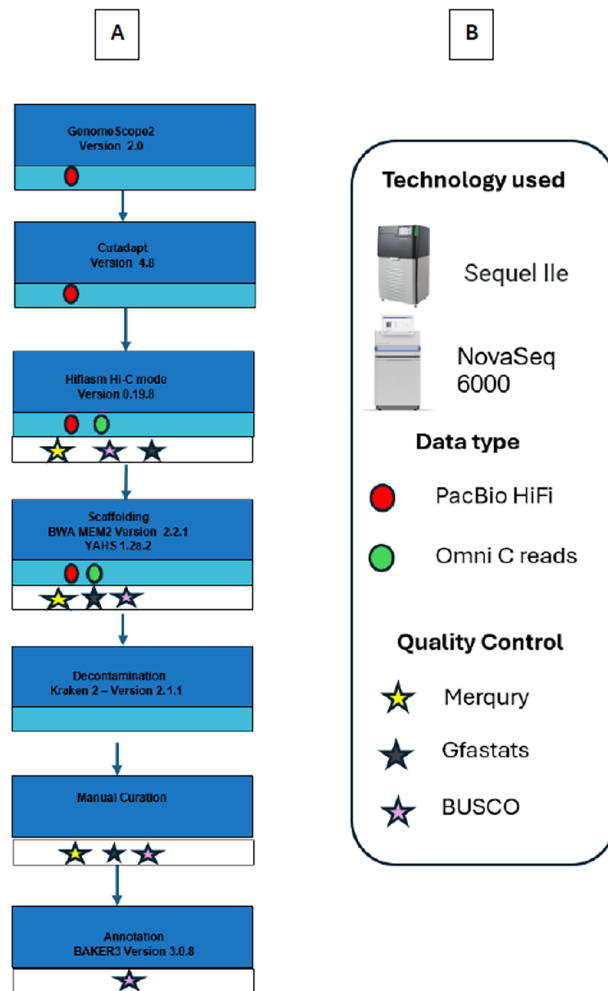 A
B
GenomeScope2
Version 2.0
Cutadapt
Version 4.8
Hifiasm Hi-C mode
Version 0.19.8
Scaffolding
BWA MEM2 Version 2.2.1
YAHS 1.2a.2
Decontamination
Kraken 2 – Version 2.1.1
Manual Curation
Annotation
BAKER3 Version 3.0.8
Technology used
Sequel IIe
NovaSeq
6000
Data type
PacBio HiFi
Omni C reads
Quality Control
Merqury
Gfastats
BUSCO